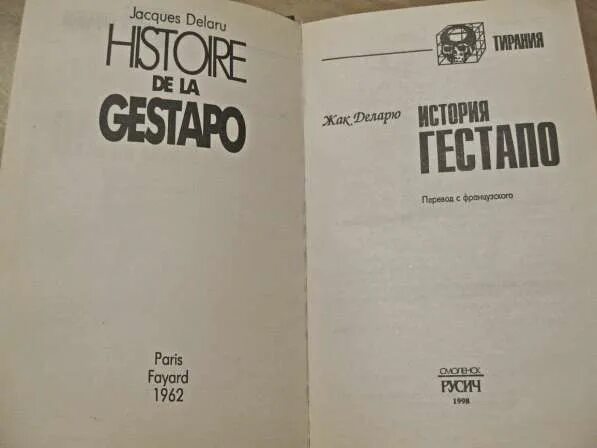 Jacques Delaru
HISTOIRE
DE LA
GESTAPO
Paris
Fayard
1962
ТИРАНИЯ
Жак Деларю
ИСТОРИЯ
ГЕСТАПО
Перевод с французского
СМОЛЕНСК
РУСИЧ
1998